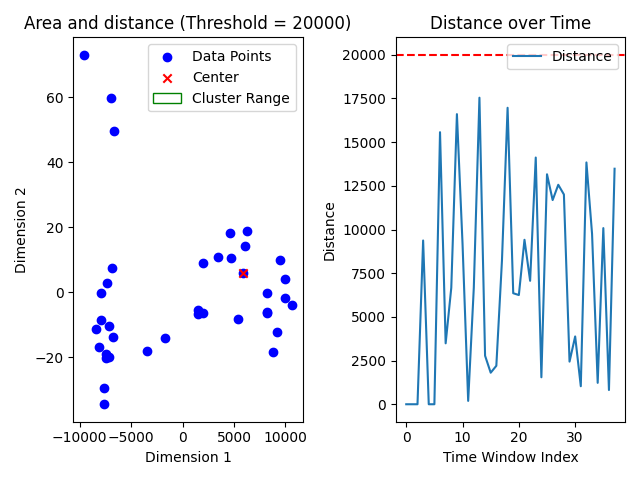 Area and distance (Threshold = 20000)
Data Points
Center
Cluster Range
60
40
20
0
−20
−10000
−5000
0
5000
10000
Dimension 1
Dimension 2
Distance over Time
Distance
20000
17500
15000
12500
10000
7500
5000
2500
0
0
10
20
30
Time Window Index
Distance